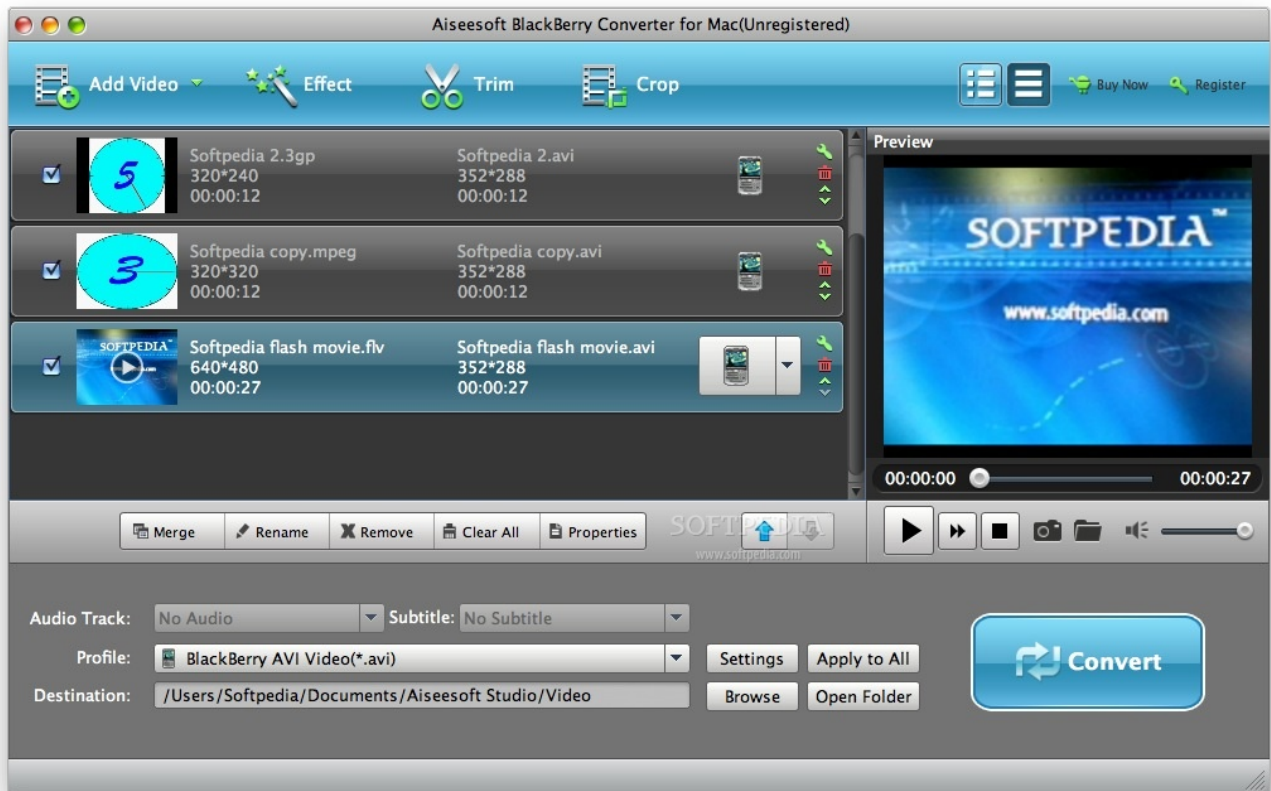 Aiseesoft BlackBerry Converter for Mac(Unregistered)
Add Video Effect Trim Crop Buy Now Register
Preview
5
Softpedia 2.3gp Softpedia 2.avi
320*240 352*288
00:00:12 00:00:12
3
Softpedia copy.mpeg Softpedia copy.avi
320*320 352*288
00:00:12 00:00:12
SOFTPEDIA™
Softpedia flash movie.flv Softpedia flash movie.avi
640*480 352*288
00:00:27 00:00:27
SOFTPEDIA™
www.softpedia.com
00:00:00 00:00:27
Merge Rename Remove Clear All Properties
SOFTPEDIA
www.softpedia.com
Audio Track: No Audio Subtitle: No Subtitle
Profile: BlackBerry AVI Video(*.avi) Settings Apply to All
Destination: /Users/Softpedia/Documents/Aiseesoft Studio/Video Browse Open Folder
Convert